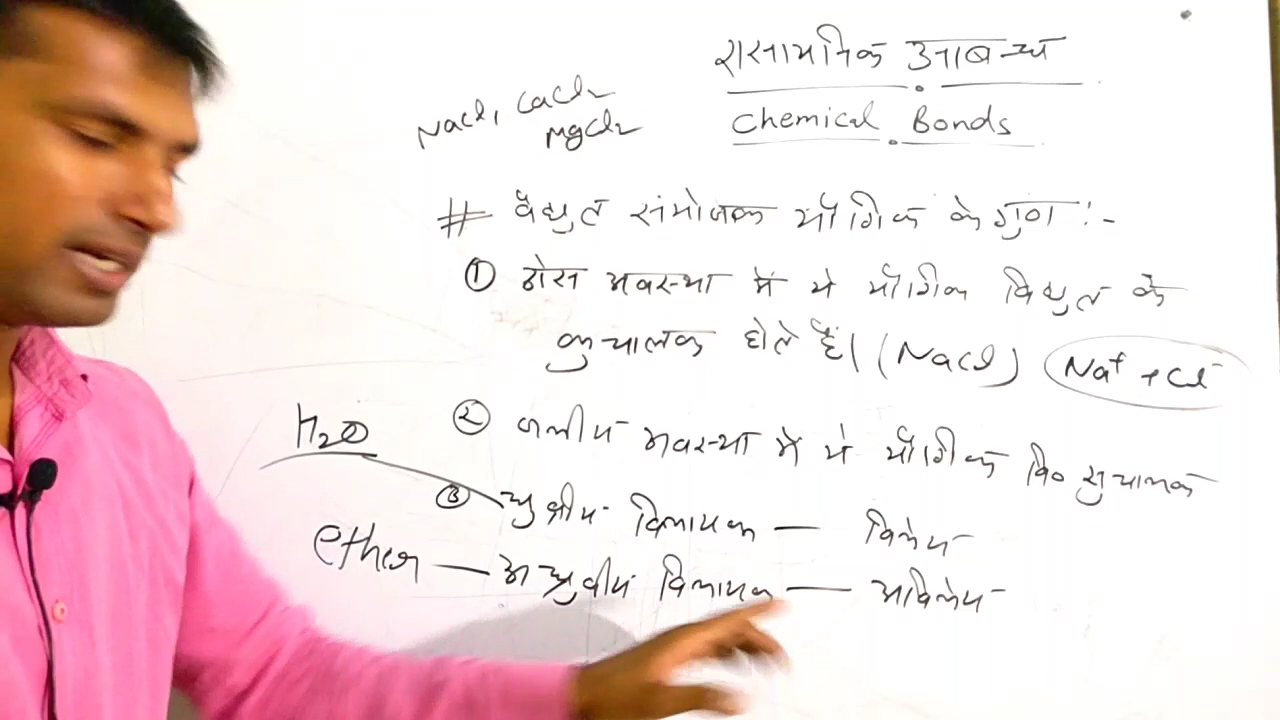 रासायनिक आबन्ध
Chemical Bonds
NaCl, CaCl₂
MgCl₂
# वैद्युत संयोजक यौगिक के गुण :-
① ठोस अवस्था में ये यौगिक विद्युत के
कुचालक होते हैं। (NaCl) Na⁺ + Cl⁻
② जलीय अवस्था में ये यौगिक वि० सुचालक
H₂O
③ ध्रुवीय विलायक — विलेय
ether — अध्रुवीय विलायक — अविलेय